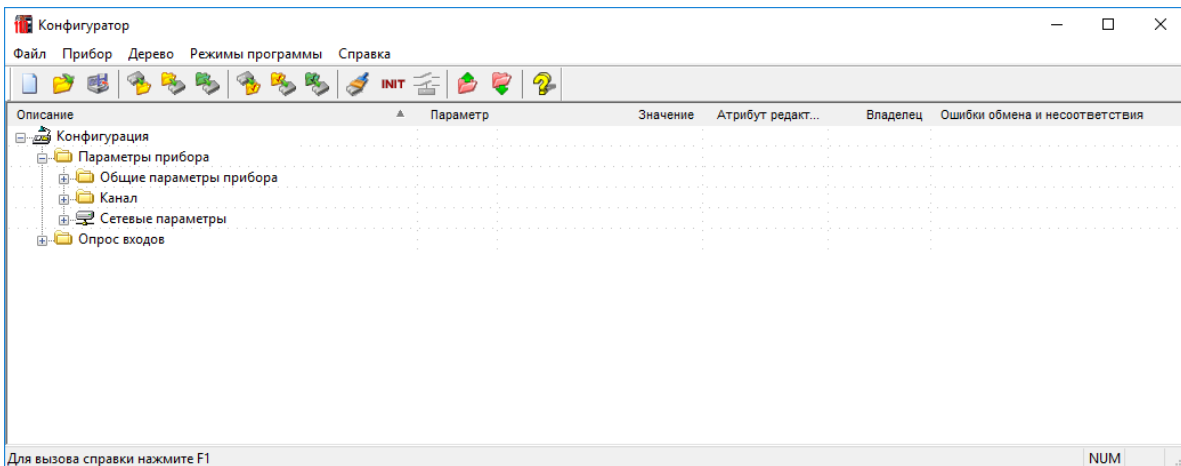 Конфигуратор
Файл Прибор Дерево Режимы программы Справка
INIT
Описание Параметр Значение Атрибут редакт... Владелец Ошибки обмена и несоответствия
Конфигурация
Параметры прибора
Общие параметры прибора
Канал
Сетевые параметры
Опрос входов
Для вызова справки нажмите F1 NUM